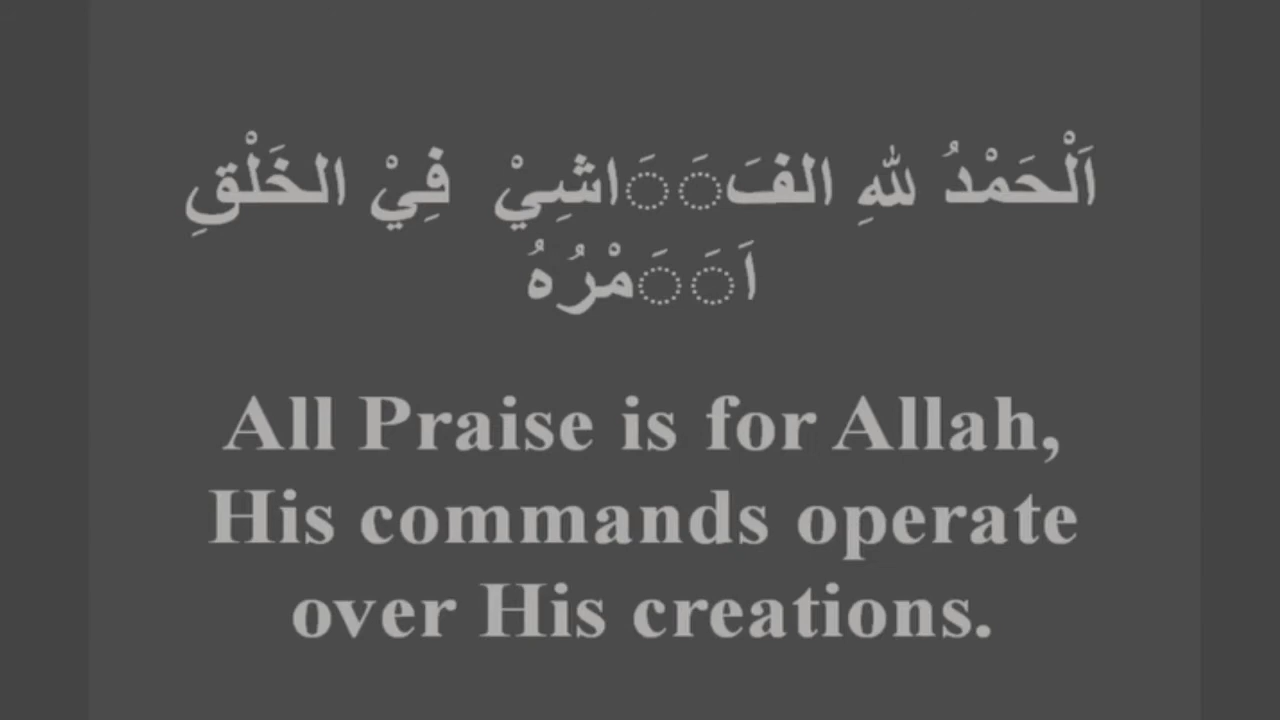 اَلْحَمْدُ لِلّٰهِ الفَ◌َ◌َاشِيْ فِيْ الخَلْقِ
اَ◌َ◌َمْرُهُ
All Praise is for Allah,
His commands operate
over His creations.